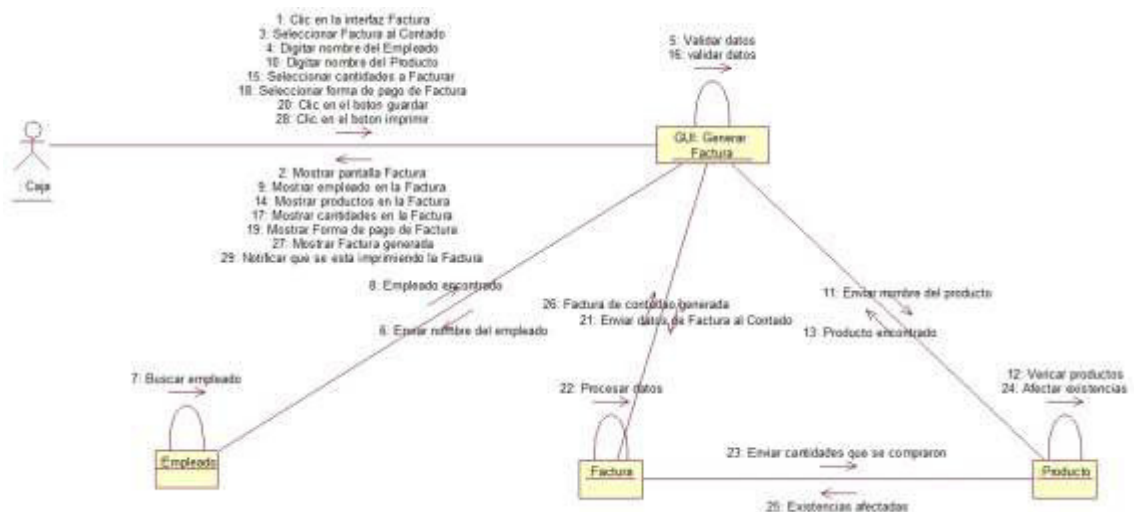 1: Clic en la interfaz Factura
3: Seleccionar Factura al Contado
4: Digitar nombre del Empleado
10: Digitar nombre del Producto
15: Seleccionar cantidades a Facturar
18: Seleccionar forma de pago de Factura
20: Clic en el boton guardar
28: Clic en el boton imprimir
5: Validar datos
16: validar datos
GUI: Generar
Factura
: Caja
2: Mostrar pantalla Factura
9: Mostrar empleado en la Factura
14: Mostrar productos en la Factura
17: Mostrar cantidades en la Factura
19: Mostrar Forma de pago de Factura
27: Mostrar Factura generada
29: Notificar que se esta imprimiendo la Factura
8: Empleado encontrado
6: Enviar nombre del empleado
26: Factura de contado generada
21: Enviar datos de Factura al Contado
11: Enviar nombre del producto
13: Producto encontrado
7: Buscar empleado
22: Procesar datos
12: Vericar productos
24: Afectar existencias
Empleado
Factura
23: Enviar cantidades que se compraron
Producto
25: Existencias afectadas